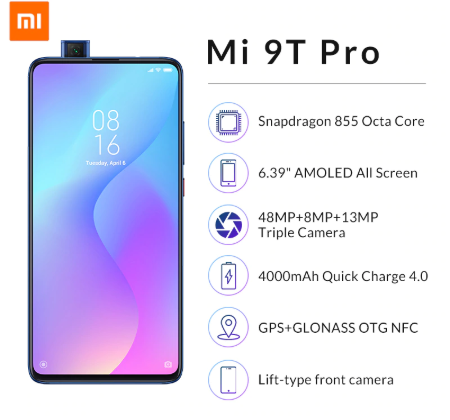 mi
Mi 9T Pro
08
16
Tuesday, April 5
Snapdragon 855 Octa Core
6.39" AMOLED All Screen
48MP+8MP+13MP
Triple Camera
4000mAh Quick Charge 4.0
GPS+GLONASS OTG NFC
Lift-type front camera